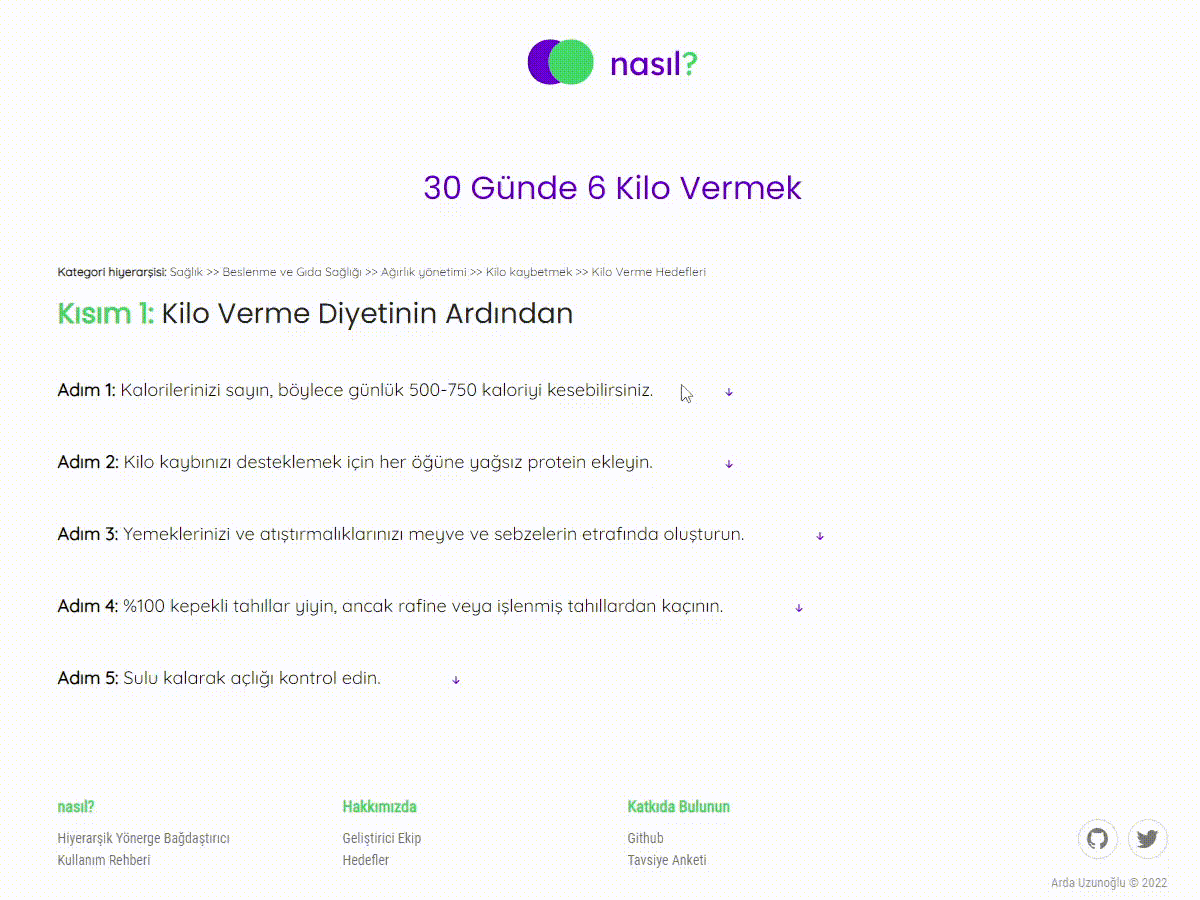 nasıl?
30 Günde 6 Kilo Vermek
Kategori hiyerarşisi: Sağlık >> Beslenme ve Gıda Sağlığı >> Ağırlık yönetimi >> Kilo kaybetmek >> Kilo Verme Hedefleri
Kısım 1: Kilo Verme Diyetinin Ardından
Adım 1: Kalorilerinizi sayın, böylece günlük 500-750 kaloriyi kesebilirsiniz.
Adım 2: Kilo kaybınızı desteklemek için her öğüne yağsız protein ekleyin.
Adım 3: Yemeklerinizi ve atıştırmalıklarınızı meyve ve sebzelerin etrafında oluşturun.
Adım 4: %100 kepekli tahıllar yiyin, ancak rafine veya işlenmiş tahıllardan kaçının.
Adım 5: Sulu kalarak açlığı kontrol edin.
nasıl?
Hiyerarşik Yönerge Bağdaştırıcı
Kullanım Rehberi
Hakkımızda
Geliştirici Ekip
Hedefler
Katkıda Bulunun
Github
Tavsiye Anketi
Arda Uzunoğlu © 2022